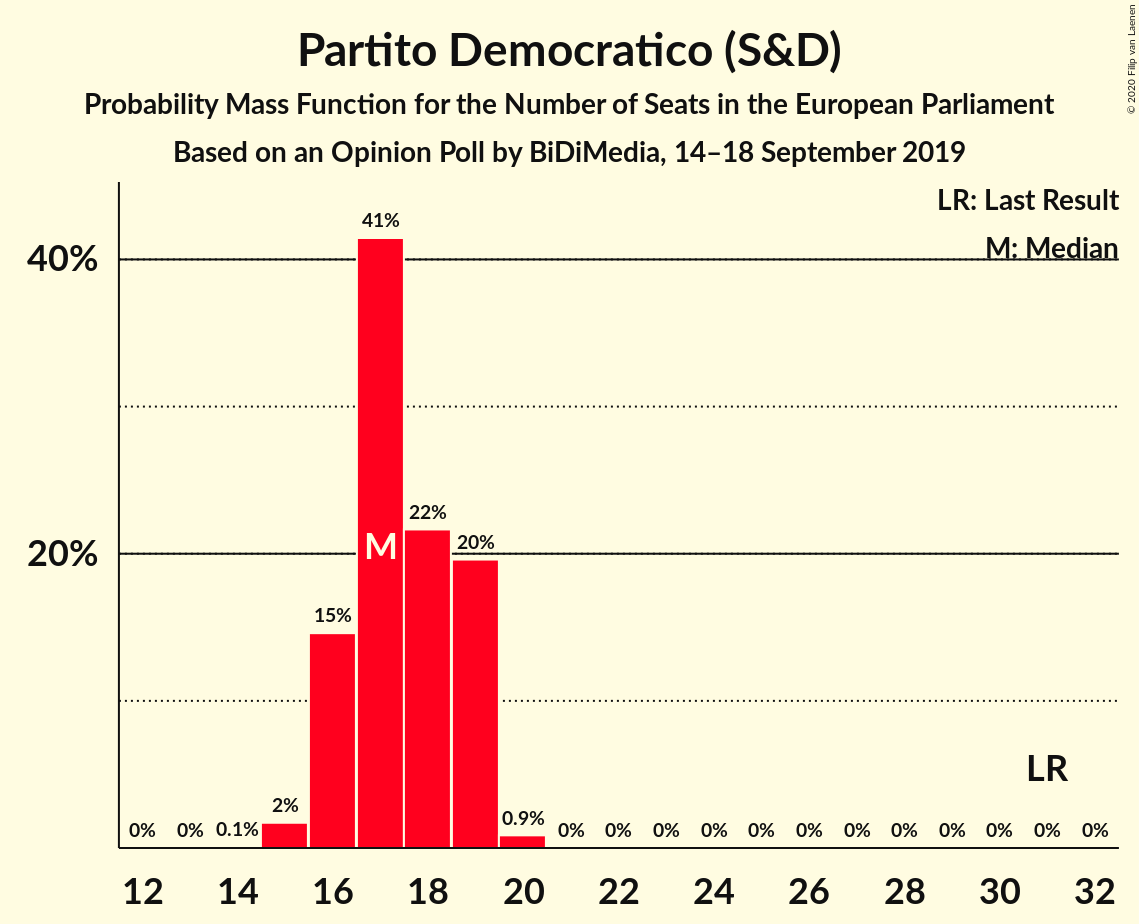 Partito Democratico (S&D)
Probability Mass Function for the Number of Seats in the European Parliament
Based on an Opinion Poll by BiDiMedia, 14–18 September 2019
© 2020 Filip van Laenen
LR: Last Result
M: Median
41%
40%
22%
20%
M
20%
15%
LR
2%
0.9%
0% 0% 0.1% 0% 0% 0% 0% 0% 0% 0% 0% 0% 0% 0% 0%
12 14 16 18 20 22 24 26 28 30 32